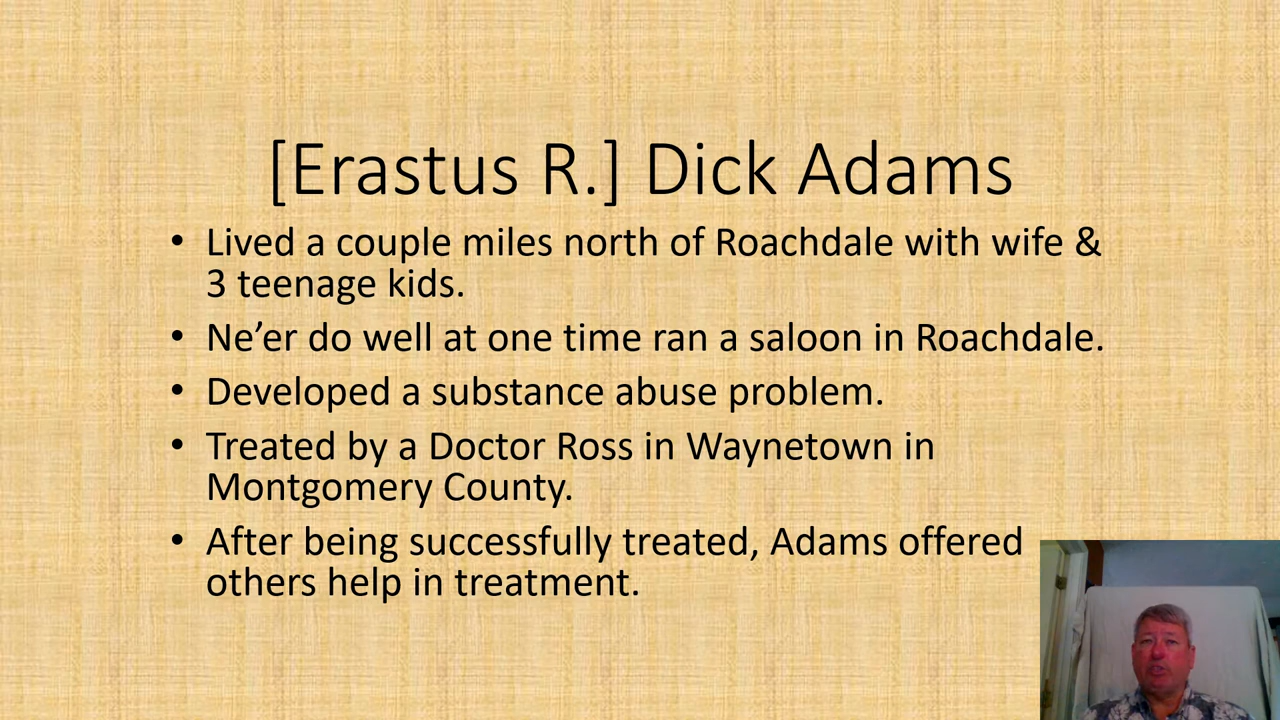 [Erastus R.] Dick Adams
• Lived a couple miles north of Roachdale with wife &
3 teenage kids.
• Ne’er do well at one time ran a saloon in Roachdale.
• Developed a substance abuse problem.
• Treated by a Doctor Ross in Waynetown in
Montgomery County.
• After being successfully treated, Adams offered
others help in treatment.